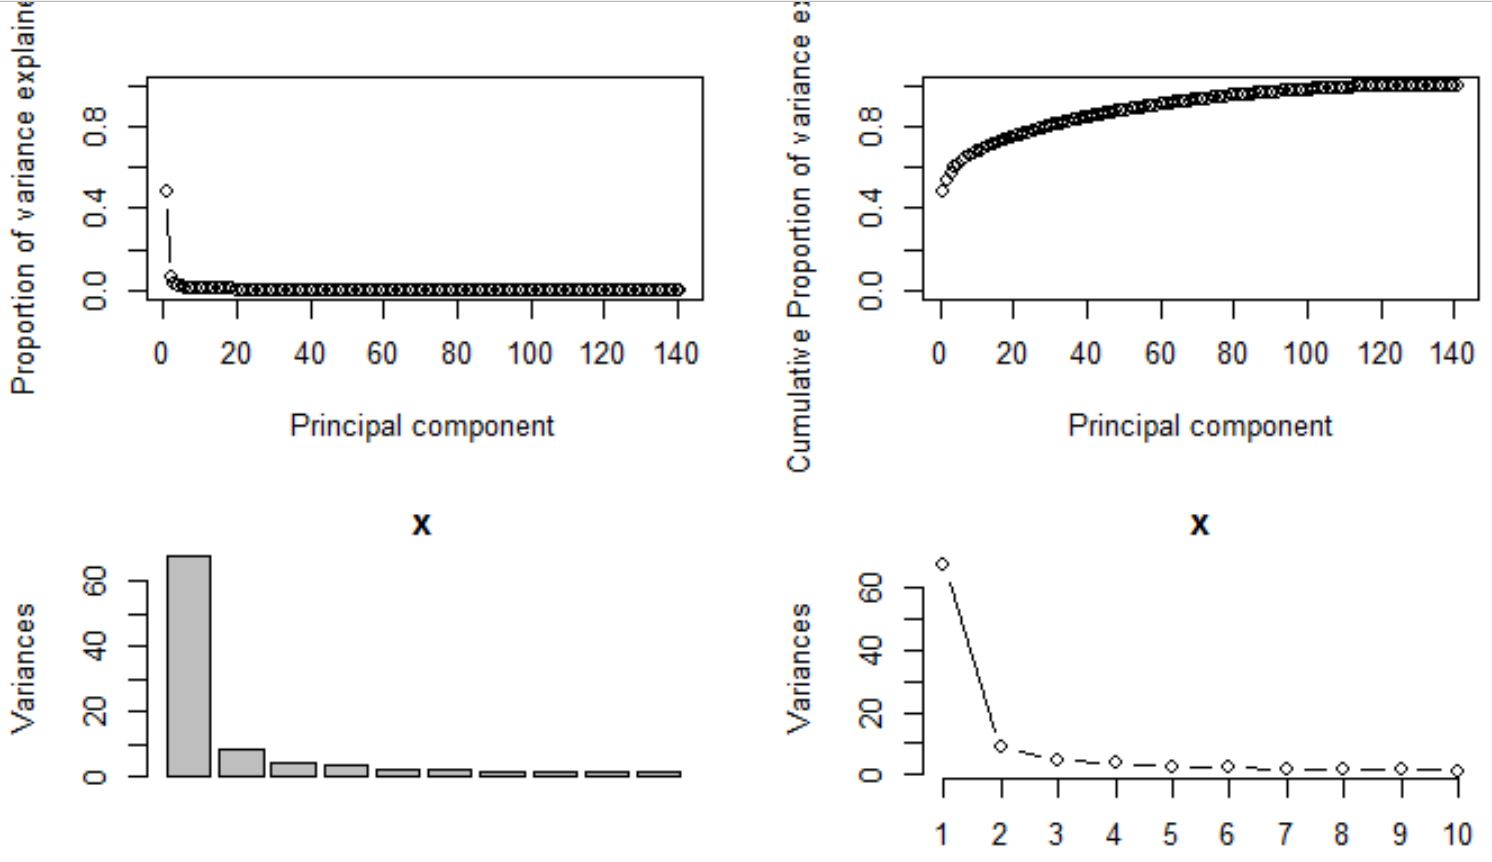 Proportion of variance explaine
0.0 0.4 0.8
0 20 40 60 80 100 120 140
Principal component
Cumulative Proportion of variance ex
0.0 0.4 0.8
0 20 40 60 80 100 120 140
Principal component
x
Variances
0 20 40 60
x
Variances
0 20 40 60
1 2 3 4 5 6 7 8 9 10